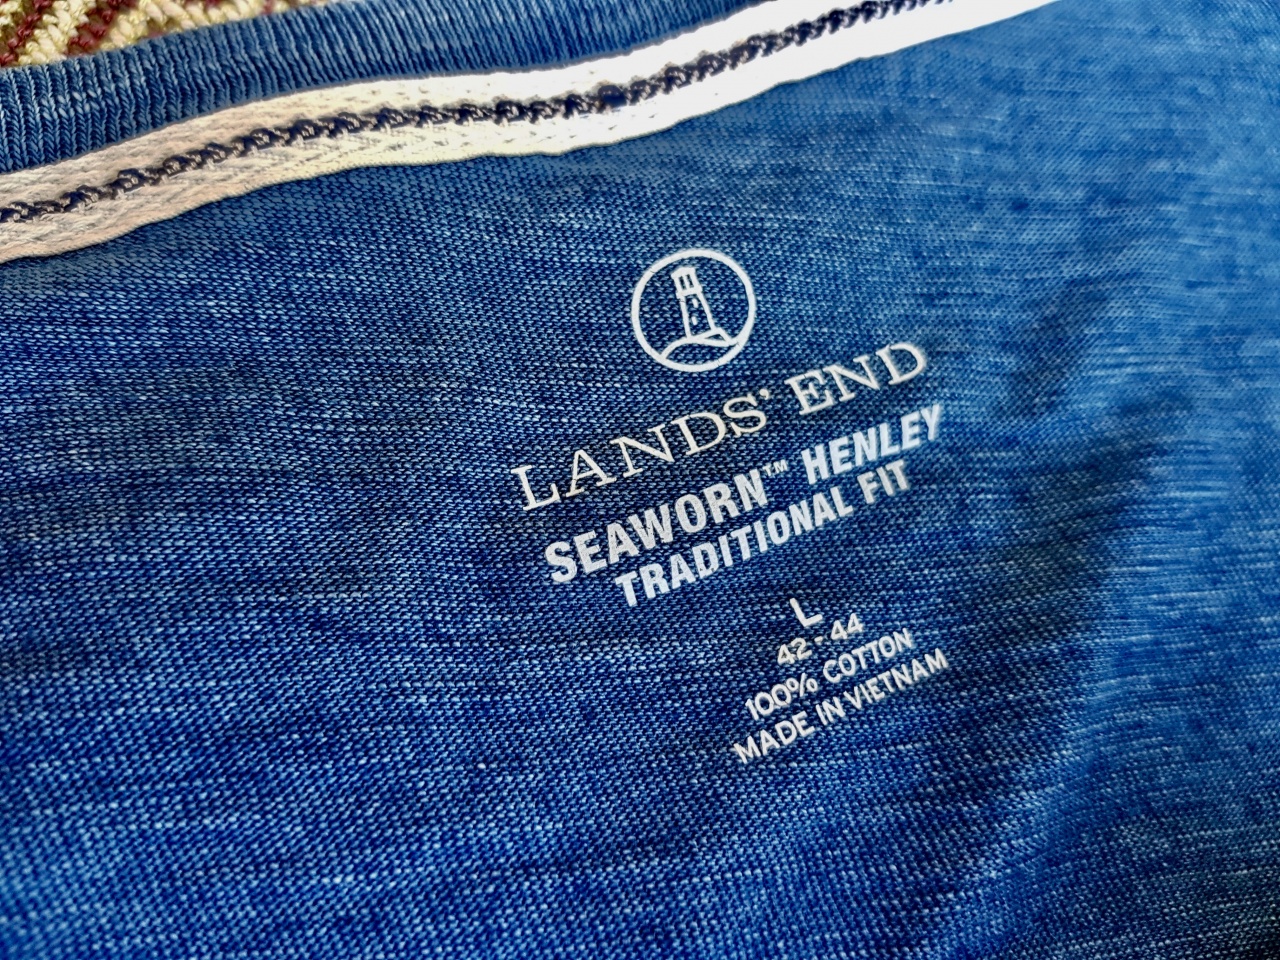 LANDS' END
SEAWORN™ HENLEY
TRADITIONAL FIT
L
42-44
100% COTTON
MADE IN VIETNAM